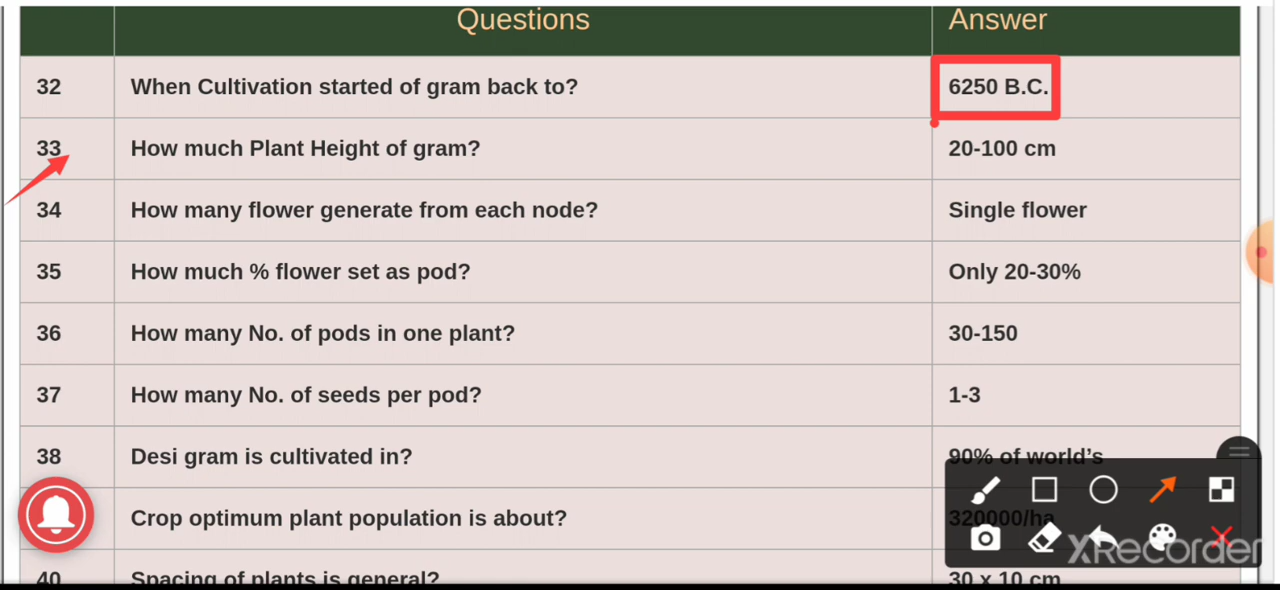 Questions Answer
32 When Cultivation started of gram back to? 6250 B.C.
33 How much Plant Height of gram? 20-100 cm
34 How many flower generate from each node? Single flower
35 How much % flower set as pod? Only 20-30%
36 How many No. of pods in one plant? 30-150
37 How many No. of seeds per pod? 1-3
38 Desi gram is cultivated in? 90% of world's
Crop optimum plant population is about? 320000/ha
40 Spacing of plants is general? 30 x 10 cm
XRecorder